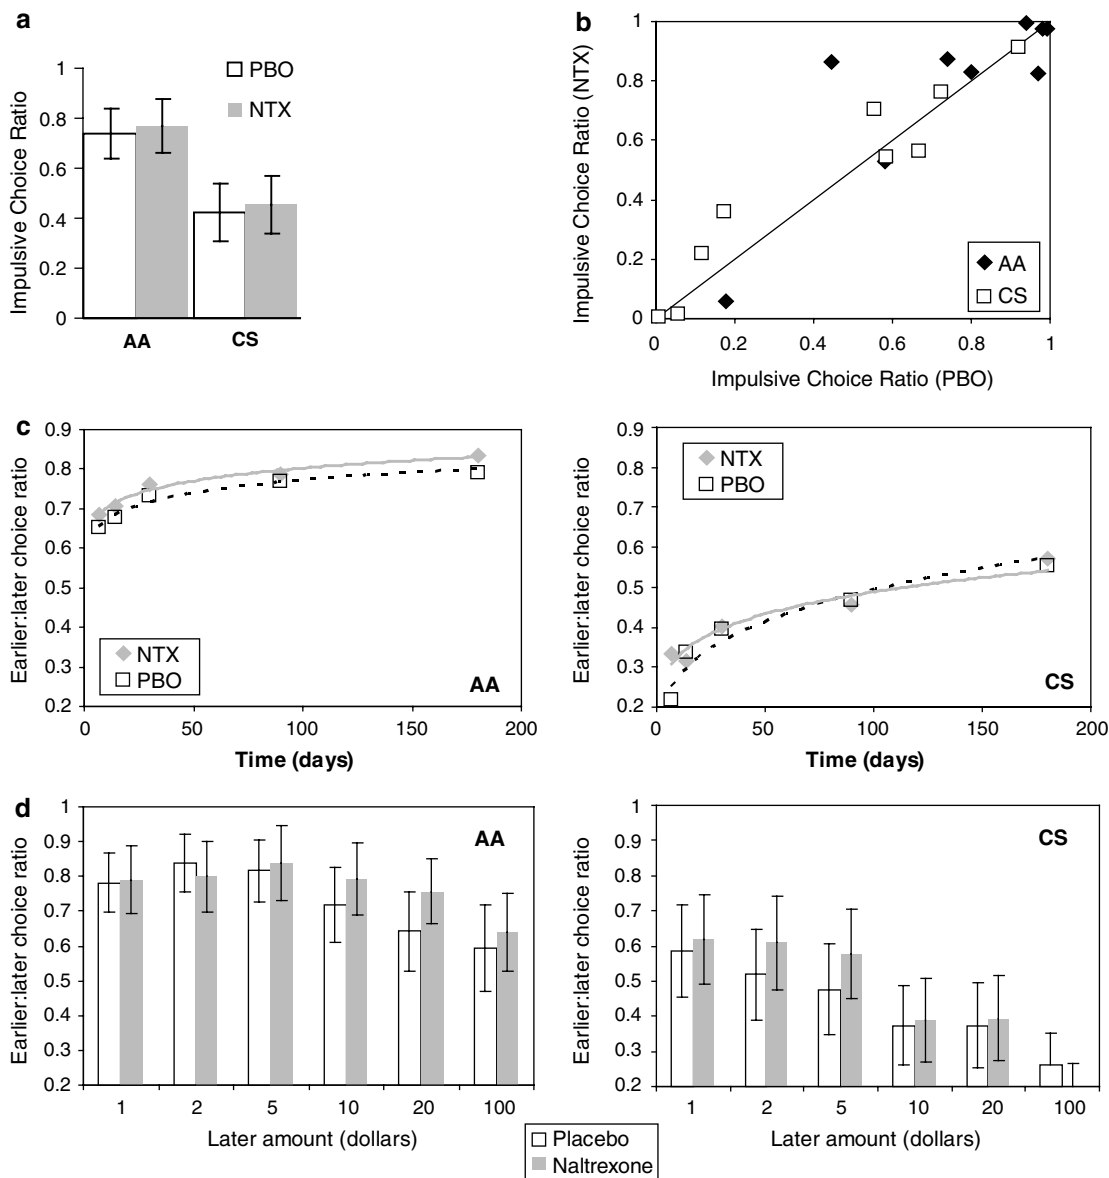 a
Impulsive Choice Ratio
1
0.8
0.6
0.4
0.2
0
PBO
NTX
AA CS
b
Impulsive Choice Ratio (NTX)
1
0.8
0.6
0.4
0.2
0
AA
CS
0 0.2 0.4 0.6 0.8 1
Impulsive Choice Ratio (PBO)
c
Earlier:later choice ratio
0.9
0.8
0.7
0.6
0.5
0.4
0.3
0.2
NTX
PBO
AA
0 50 100 150 200
Time (days)
Earlier:later choice ratio
0.9
0.8
0.7
0.6
0.5
0.4
0.3
0.2
NTX
PBO
CS
0 50 100 150 200
Time (days)
d
Earlier:later choice ratio
1
0.9
0.8
0.7
0.6
0.5
0.4
0.3
0.2
AA
1 2 5 10 20 100
Later amount (dollars)
Earlier:later choice ratio
1
0.9
0.8
0.7
0.6
0.5
0.4
0.3
0.2
CS
1 2 5 10 20 100
Later amount (dollars)
Placebo
Naltrexone